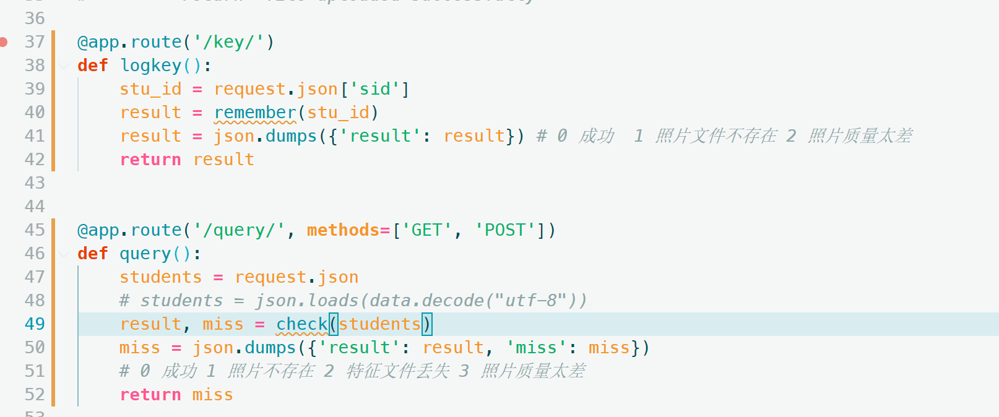 36
37 @app.route('/key/')
38 def logkey():
39 stu_id = request.json['sid']
40 result = remember(stu_id)
41 result = json.dumps({'result': result}) # 0 成功 1 照片文件不存在 2 照片质量太差
42 return result
43
44
45 @app.route('/query/', methods=['GET', 'POST'])
46 def query():
47 students = request.json
48 # students = json.loads(data.decode("utf-8"))
49 result, miss = check(students)
50 miss = json.dumps({'result': result, 'miss': miss})
51 # 0 成功 1 照片不存在 2 特征文件丢失 3 照片质量太差
52 return miss